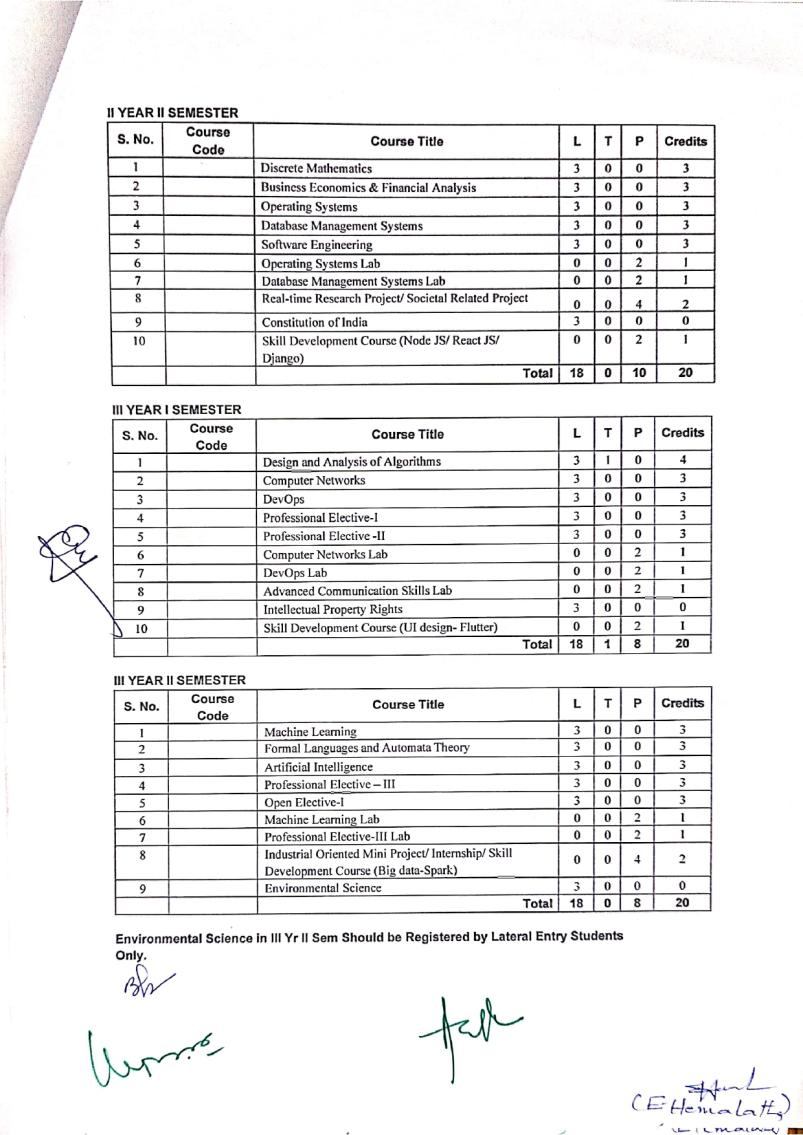 II YEAR II SEMESTER
S. No. Course Code Course Title L T P Credits
1 Discrete Mathematics 3 0 0 3
2 Business Economics & Financial Analysis 3 0 0 3
3 Operating Systems 3 0 0 3
4 Database Management Systems 3 0 0 3
5 Software Engineering 3 0 0 3
6 Operating Systems Lab 0 0 2 1
7 Database Management Systems Lab 0 0 2 1
8 Real-time Research Project/ Societal Related Project 0 0 4 2
9 Constitution of India 3 0 0 0
10 Skill Development Course (Node JS/ React JS/ 0 0 2 1
Django)
Total 18 0 10 20
III YEAR I SEMESTER
S. No. Course Code Course Title L T P Credits
1 Design and Analysis of Algorithms 3 1 0 4
2 Computer Networks 3 0 0 3
3 DevOps 3 0 0 3
4 Professional Elective-I 3 0 0 3
5 Professional Elective -II 3 0 0 3
6 Computer Networks Lab 0 0 2 1
7 DevOps Lab 0 0 2 1
8 Advanced Communication Skills Lab 0 0 2 1
9 Intellectual Property Rights 3 0 0 0
10 Skill Development Course (UI design- Flutter) 0 0 2 1
Total 18 1 8 20
III YEAR II SEMESTER
S. No. Course Code Course Title L T P Credits
1 Machine Learning 3 0 0 3
2 Formal Languages and Automata Theory 3 0 0 3
3 Artificial Intelligence 3 0 0 3
4 Professional Elective – III 3 0 0 3
5 Open Elective-I 3 0 0 3
6 Machine Learning Lab 0 0 2 1
7 Professional Elective-III Lab 0 0 2 1
8 Industrial Oriented Mini Project/ Internship/ Skill 0 0 4 2
Development Course (Big data-Spark)
9 Environmental Science 3 0 0 0
Total 18 0 8 20
Environmental Science in III Yr II Sem Should be Registered by Lateral Entry Students
Only.
(E Hemalatha)